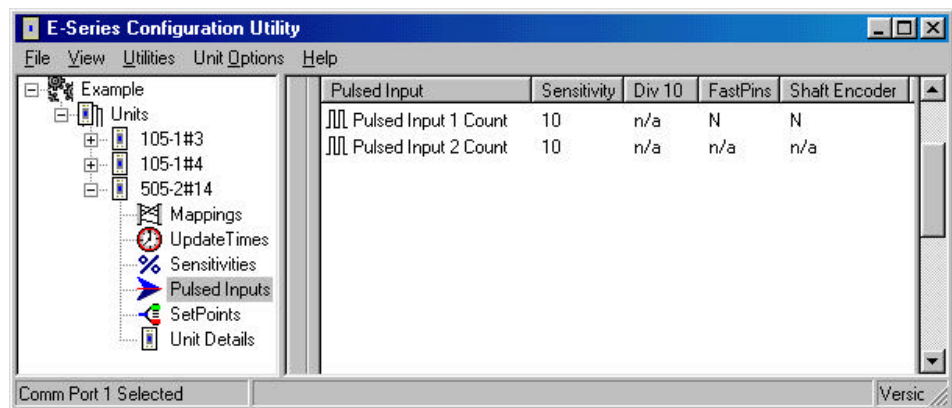 E-Series Configuration Utility
File View Utilities Unit Options Help
Example
Units
105-1#3
105-1#4
505-2#14
Mappings
UpdateTimes
Sensitivities
Pulsed Inputs
SetPoints
Unit Details
Pulsed Input Sensitivity Div 10 FastPins Shaft Encoder
Pulsed Input 1 Count 10 n/a N N
Pulsed Input 2 Count 10 n/a n/a n/a
Comm Port 1 Selected
Versic